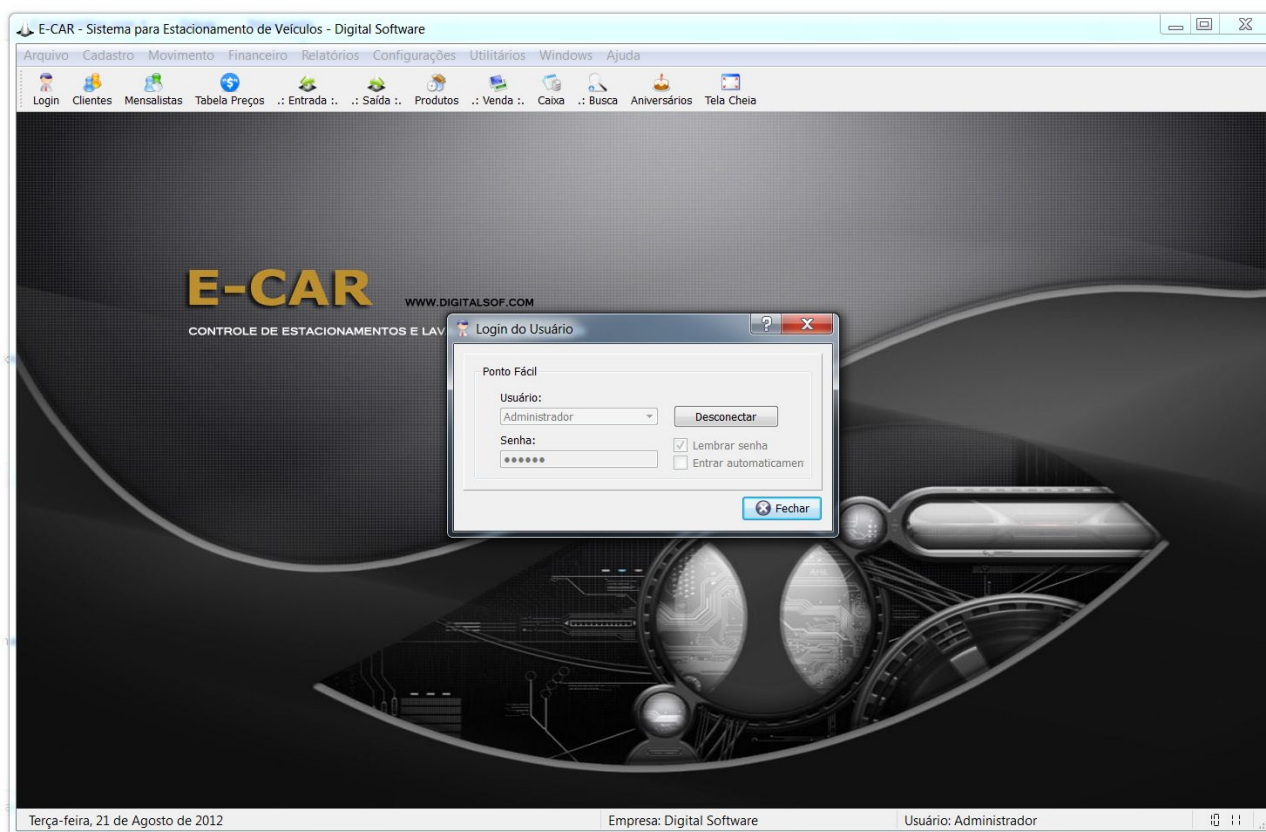 E-CAR - Sistema para Estacionamento de Veículos - Digital Software
Arquivo Cadastro Movimento Financeiro Relatórios Configurações Utilitários Windows Ajuda
Login Clientes Mensalistas Tabela Preços .: Entrada :. .: Saída :. Produtos .: Venda :. Caixa .: Busca Aniversários Tela Cheia
E-CAR
WWW.DIGITALSOF.COM
CONTROLE DE ESTACIONAMENTOS E LAV
Login do Usuário
Ponto Fácil
Usuário:
Administrador
Desconectar
Senha:
Lembrar senha
Entrar automaticamen
Fechar
Terça-feira, 21 de Agosto de 2012 Empresa: Digital Software Usuário: Administrador